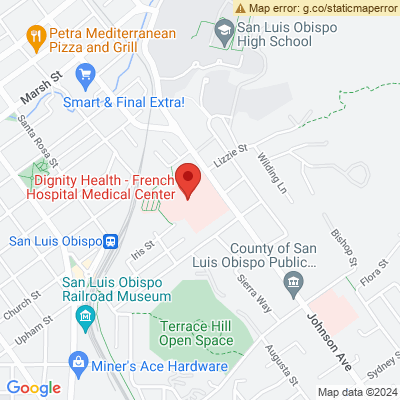 Map error: g.co/staticmaperror
Petra Mediterranean
Pizza and Grill
San Luis Obispo
High School
Marsh St
Smart & Final Extra!
Santa Rosa St
Lizzie St
Wilding Ln
Dignity Health - French
Hospital Medical Center
San Luis Obispo
Iris St
County of San
Luis Obispo Public...
Bishop St
Flora St
San Luis Obispo
Railroad Museum
Sierra Way
Church St
Upham St
Terrace Hill
Open Space
Johnson Ave
Miner's Ace Hardware
Augusta St
Sydney S
Google
Map data ©2024